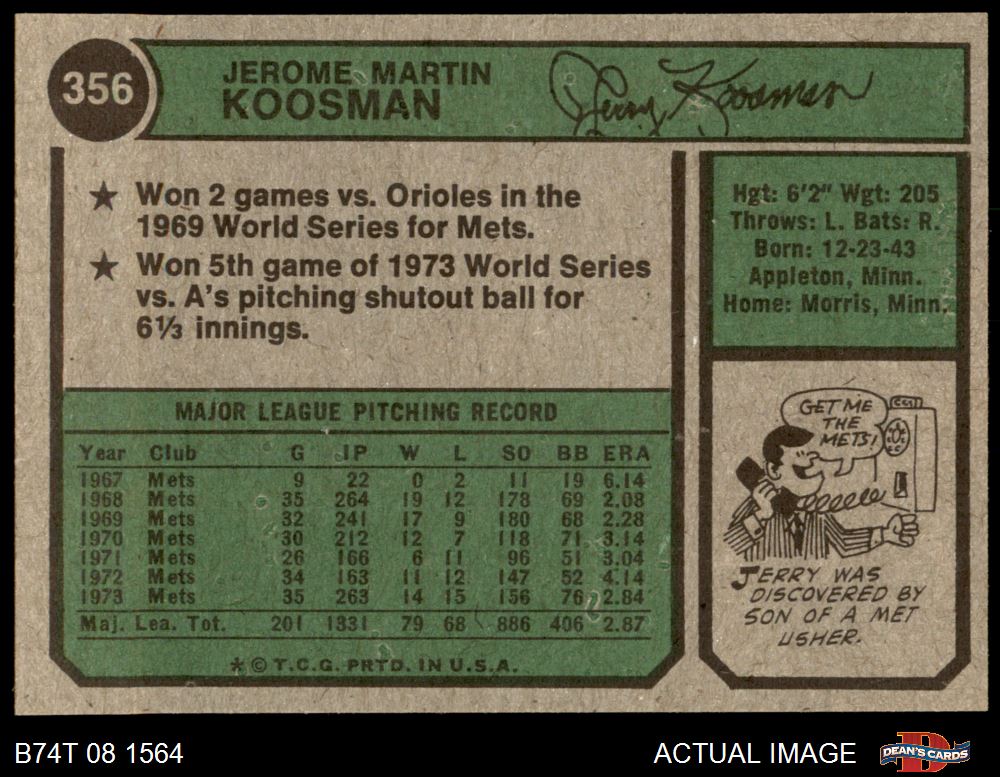 356
JEROME MARTIN
KOOSMAN
Jerry Koosman
★ Won 2 games vs. Orioles in the
1969 World Series for Mets.
★ Won 5th game of 1973 World Series
vs. A's pitching shutout ball for
6⅓ innings.
Hgt: 6'2" Wgt: 205
Throws: L. Bats: R.
Born: 12-23-43
Appleton, Minn.
Home: Morris, Minn.
MAJOR LEAGUE PITCHING RECORD
Year Club G IP W L SO BB ERA
1967 Mets 9 22 0 2 11 19 6.14
1968 Mets 35 264 19 12 178 69 2.08
1969 Mets 32 241 17 9 180 68 2.28
1970 Mets 30 212 12 7 118 71 3.14
1971 Mets 26 166 6 11 96 51 3.04
1972 Mets 34 163 11 12 147 52 4.14
1973 Mets 35 263 14 15 156 76 2.84
Maj. Lea. Tot. 201 1331 79 68 886 406 2.87
* © T.C.G. PRTD. IN U.S.A.
GET ME
THE
METS!
JERRY WAS
DISCOVERED BY
SON OF A MET
USHER.
B74T 08 1564
ACTUAL IMAGE
DEAN'S CARDS